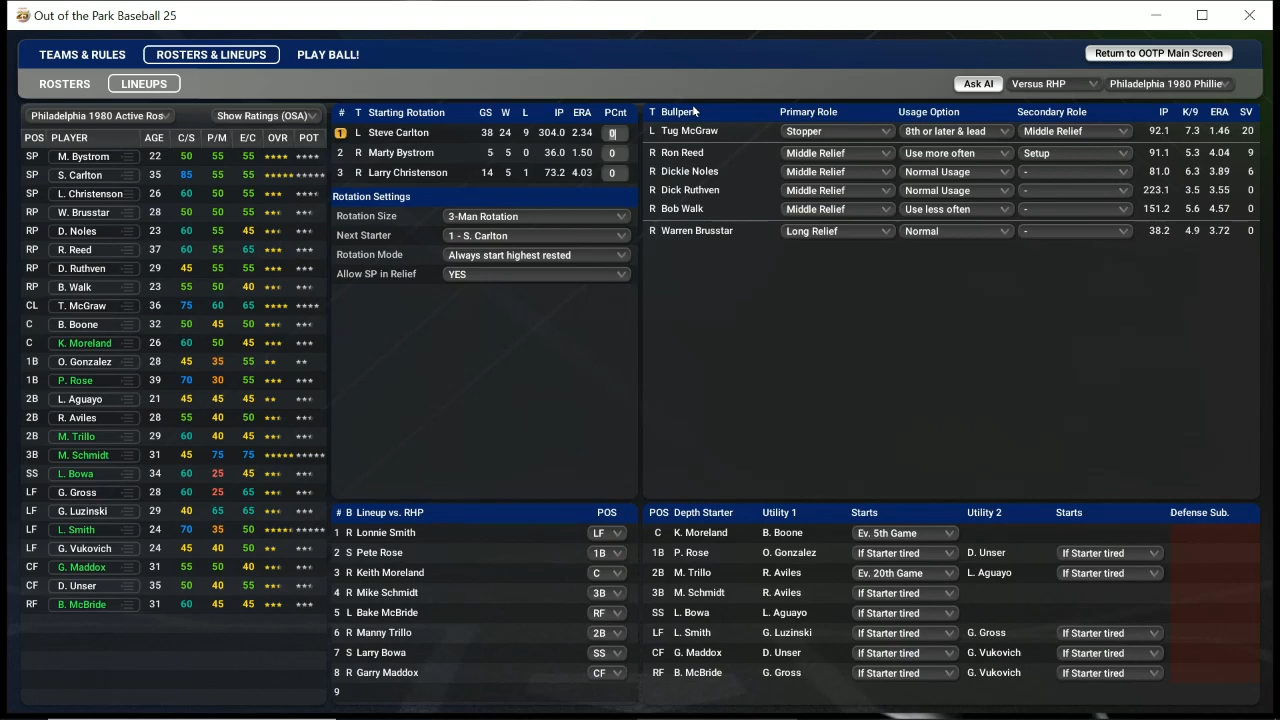 Out of the Park Baseball 25
TEAMS & RULES ROSTERS & LINEUPS PLAY BALL! Return to OOTP Main Screen
ROSTERS LINEUPS Ask AI Versus RHP Philadelphia 1980 Phillie
Philadelphia 1980 Active Ros Show Ratings (OSA)
POS PLAYER AGE C/S P/M E/C OVR POT
SP M. Bystrom 22 50 55 55
SP S. Carlton 35 85 55 55
SP L. Christenson 26 60 50 55
RP W. Brusstar 28 50 50 55
RP D. Noles 23 60 55 45
RP R. Reed 37 60 55 65
RP D. Ruthven 29 45 55 55
RP B. Walk 23 55 50 40
CL T. McGraw 36 75 60 65
C B. Boone 32 50 45 50
C K. Moreland 26 60 50 45
1B O. Gonzalez 28 45 35 55
1B P. Rose 39 70 30 55
2B L. Aguayo 21 45 45 45
2B R. Aviles 28 55 40 50
2B M. Trillo 29 60 40 45
3B M. Schmidt 31 45 75 75
SS L. Bowa 34 60 25 45
LF G. Gross 28 60 25 65
LF G. Luzinski 29 40 65 65
LF L. Smith 24 70 35 50
LF G. Vukovich 24 45 40 50
CF G. Maddox 31 55 50 40
CF D. Unser 35 50 40 55
RF B. McBride 31 60 45 45
# T Starting Rotation GS W L IP ERA PCnt
1 L Steve Carlton 38 24 9 304.0 2.34 0
2 R Marty Bystrom 5 5 0 36.0 1.50 0
3 R Larry Christenson 14 5 1 73.2 4.03 0
Rotation Settings
Rotation Size 3-Man Rotation
Next Starter 1 - S. Carlton
Rotation Mode Always start highest rested
Allow SP in Relief YES
T Bullpen Primary Role Usage Option Secondary Role IP K/9 ERA SV
L Tug McGraw Stopper 8th or later & lead Middle Relief 92.1 7.3 1.46 20
R Ron Reed Middle Relief Use more often Setup 91.1 5.3 4.04 9
R Dickie Noles Middle Relief Normal Usage - 81.0 6.3 3.89 6
R Dick Ruthven Middle Relief Normal Usage - 223.1 3.5 3.55 0
R Bob Walk Middle Relief Use less often - 151.2 5.6 4.57 0
R Warren Brusstar Long Relief Normal - 38.2 4.9 3.72 0
# B Lineup vs. RHP POS
1 R Lonnie Smith LF
2 S Pete Rose 1B
3 R Keith Moreland C
4 R Mike Schmidt 3B
5 L Bake McBride RF
6 R Manny Trillo 2B
7 S Larry Bowa SS
8 R Garry Maddox CF
9
POS Depth Starter Utility 1 Starts Utility 2 Starts Defense Sub.
C K. Moreland B. Boone Ev. 5th Game
1B P. Rose O. Gonzalez If Starter tired D. Unser If Starter tired
2B M. Trillo R. Aviles Ev. 20th Game L. Aguayo If Starter tired
3B M. Schmidt R. Aviles If Starter tired
SS L. Bowa L. Aguayo If Starter tired
LF L. Smith G. Luzinski If Starter tired G. Gross If Starter tired
CF G. Maddox D. Unser If Starter tired G. Vukovich If Starter tired
RF B. McBride G. Gross If Starter tired G. Vukovich If Starter tired